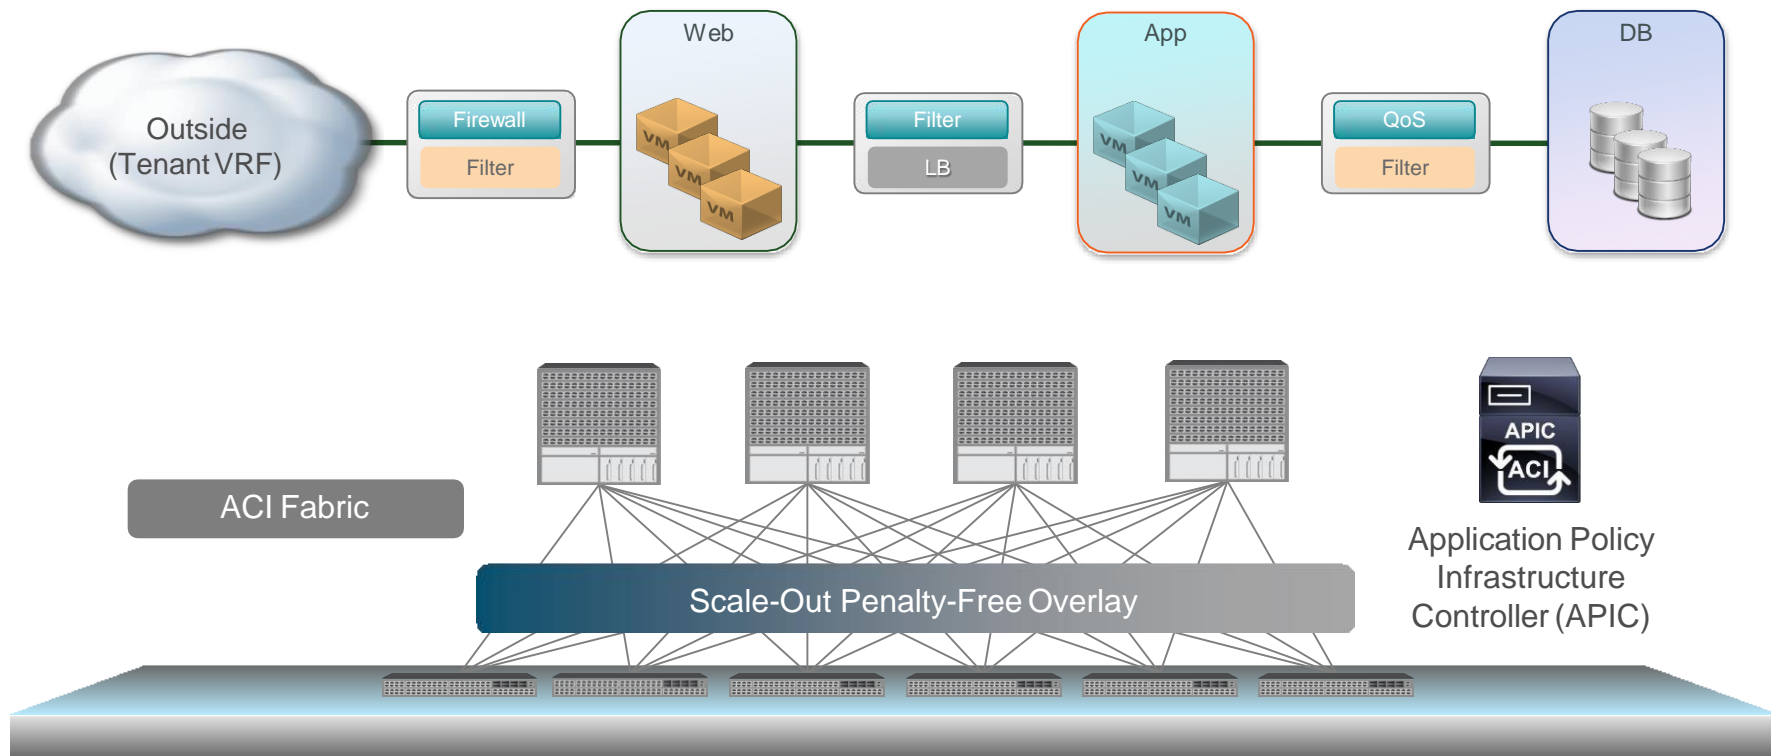 Web
App
DB
Outside
(Tenant VRF)
Firewall
Filter
Filter
LB
QoS
Filter
VM
VM
VM
VM
VM
VM
APIC
ACI
ACI Fabric
Scale-Out Penalty-Free Overlay
Application Policy
Infrastructure
Controller (APIC)